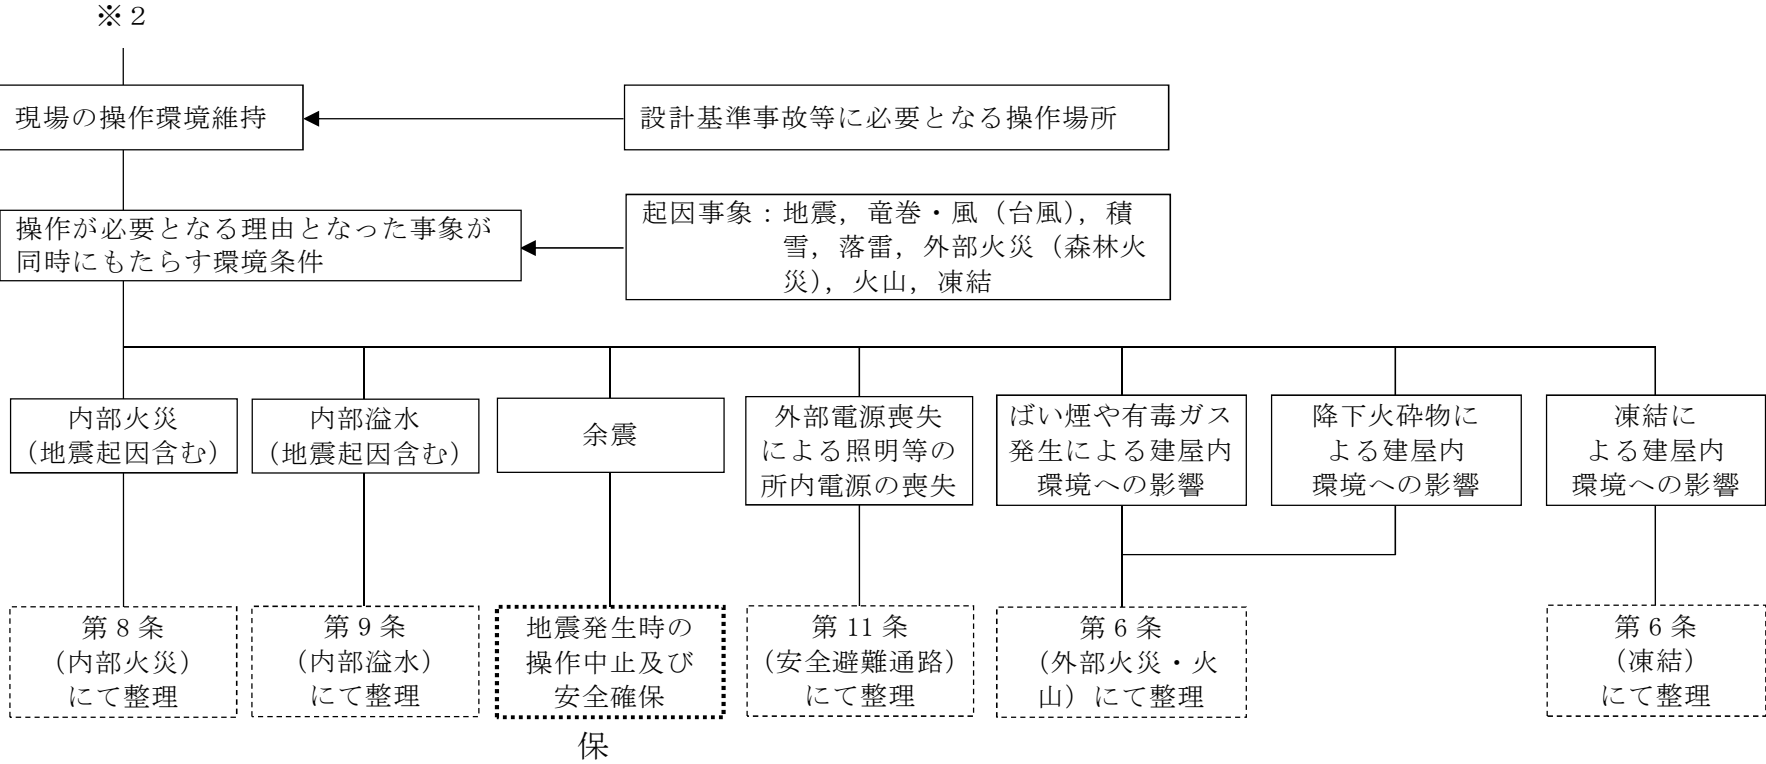 ※２
現場の操作環境維持
設計基準事故等に必要となる操作場所
操作が必要となる理由となった事象が
同時にもたらす環境条件
起因事象：地震，竜巻・風（台風），積
雪，落雷，外部火災（森林火
災），火山，凍結
内部火災
（地震起因含む）
内部溢水
（地震起因含む）
余震
外部電源喪失
による照明等の
所内電源の喪失
ばい煙や有毒ガス
発生による建屋内
環境への影響
降下火砕物に
よる建屋内
環境への影響
凍結に
よる建屋内
環境への影響
第 8 条
（内部火災）
にて整理
第 9 条
（内部溢水）
にて整理
地震発生時の
操作中止及び
安全確保
第 11 条
（安全避難通路）
にて整理
第 6 条
（外部火災・火
山）にて整理
第 6 条
（凍結）
にて整理
保